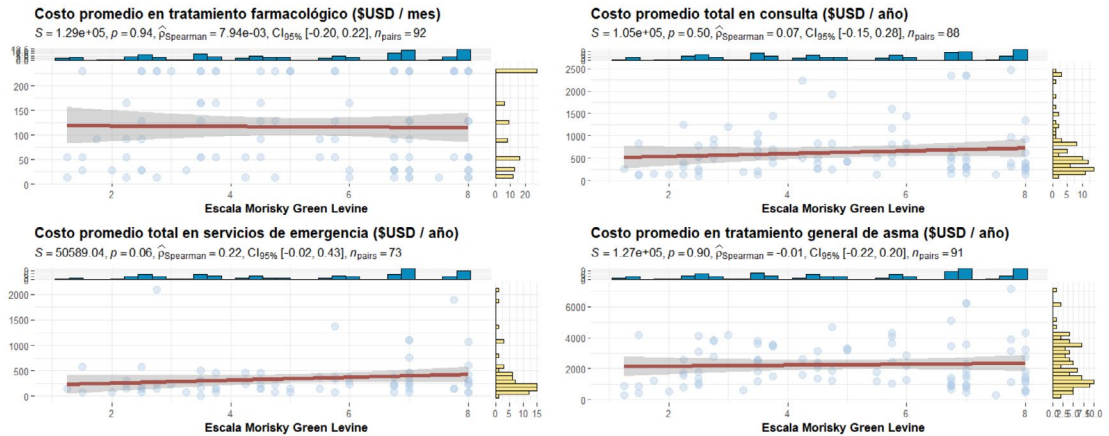 Costo promedio en tratamiento farmacológico ($USD / mes)
S = 1.29e+05, p = 0.94, ρ̂Spearman = 7.94e-03, CI95% [-0.20, 0.22], npairs = 92
200
150
100
50
0
2 4 6 8
0 10 20
Escala Morisky Green Levine
Costo promedio total en consulta ($USD / año)
S = 1.05e+05, p = 0.50, ρ̂Spearman = 0.07, CI95% [-0.15, 0.28], npairs = 88
2500
2000
1500
1000
500
0
2 4 6 8
0 5 10
Escala Morisky Green Levine
Costo promedio total en servicios de emergencia ($USD / año)
S = 50589.04, p = 0.06, ρ̂Spearman = 0.22, CI95% [-0.02, 0.43], npairs = 73
2000
1500
1000
500
0
2 4 6 8
0 5 10 15
Escala Morisky Green Levine
Costo promedio en tratamiento general de asma ($USD / año)
S = 1.27e+05, p = 0.90, ρ̂Spearman = -0.01, CI95% [-0.22, 0.20], npairs = 91
6000
4000
2000
0
2 4 6 8
Escala Morisky Green Levine